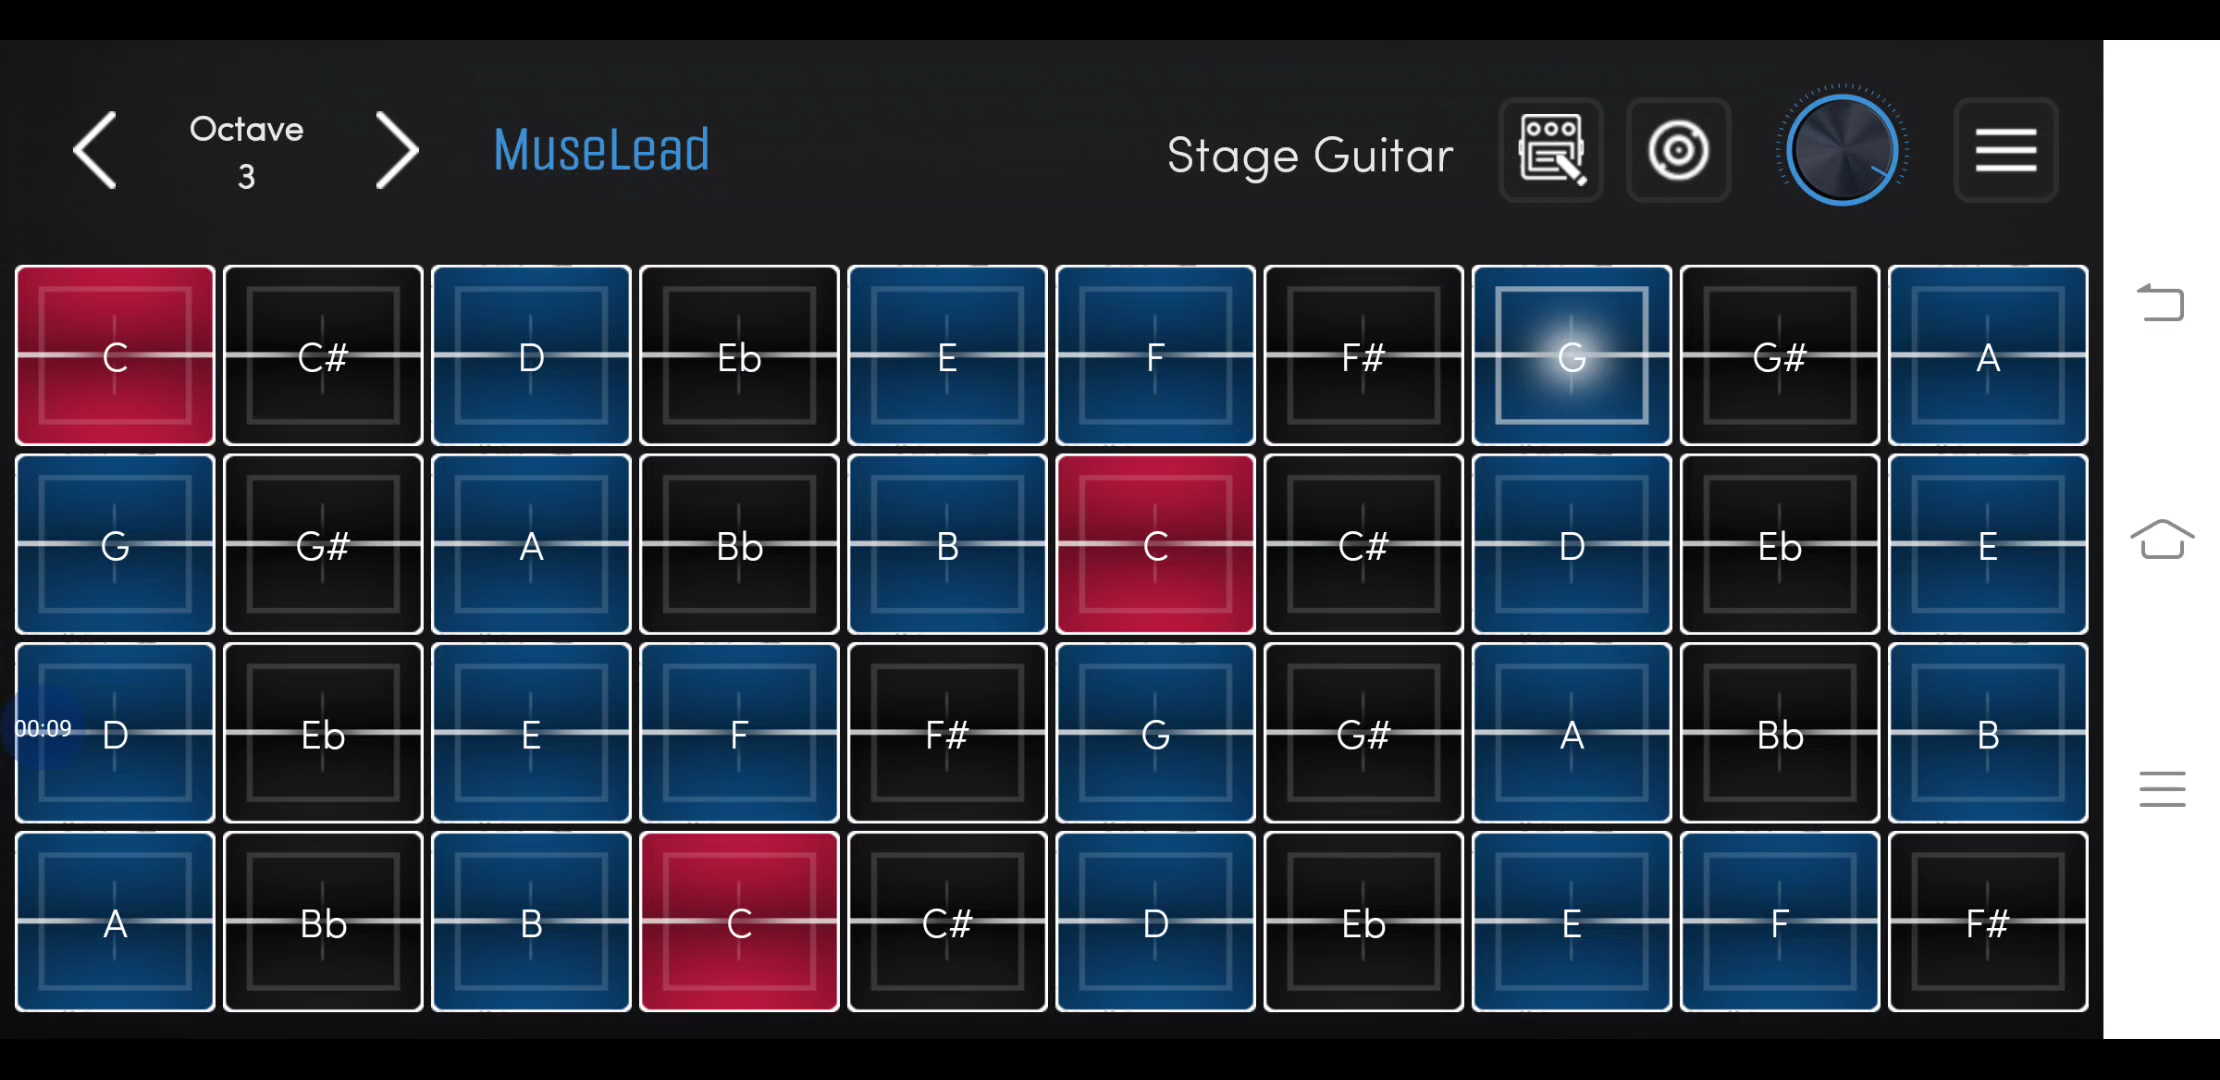 Octave
3
MuseLead
Stage Guitar
C C# D Eb E F F# G G# A
G G# A Bb B C C# D Eb E
00:09
D Eb E F F# G G# A Bb B
A Bb B C C# D Eb E F F#